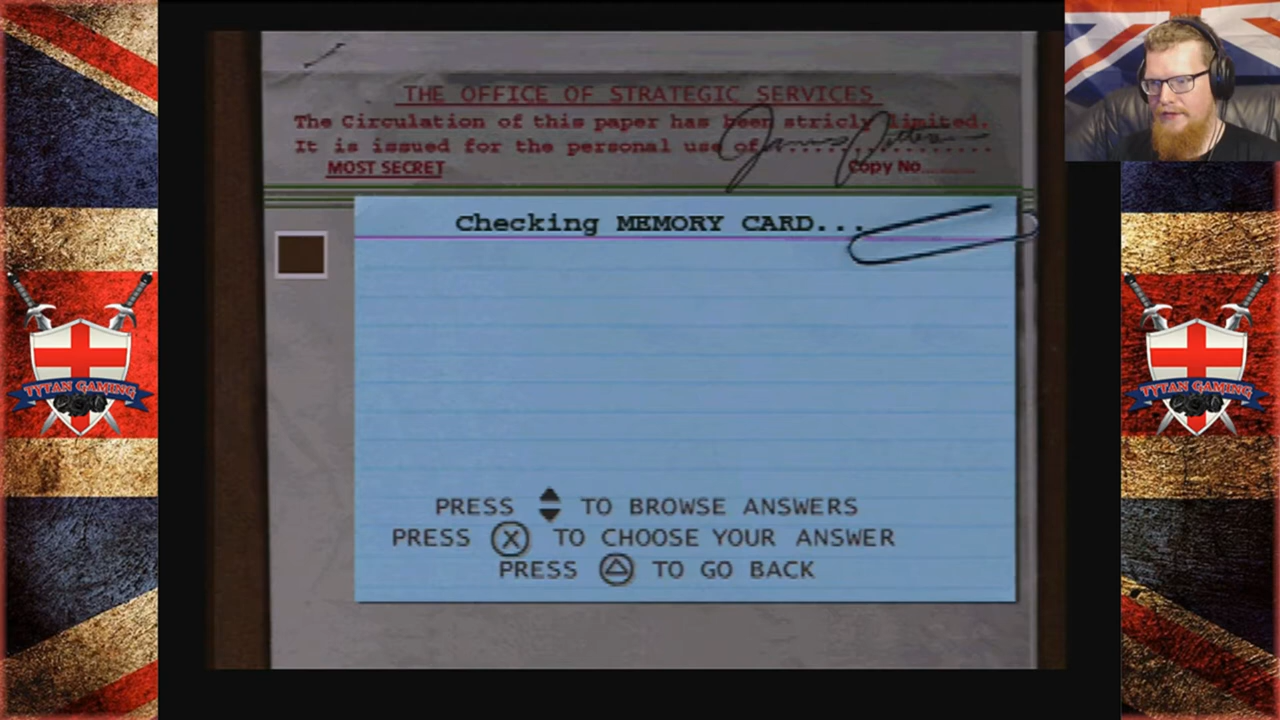 THE OFFICE OF STRATEGIC SERVICES
The Circulation of this paper has been stricly limited.
It is issued for the personal use of....................
MOST SECRET
Copy No..........
Checking MEMORY CARD...
PRESS TO BROWSE ANSWERS
PRESS X TO CHOOSE YOUR ANSWER
PRESS TO GO BACK
TYTAN GAMING
TYTAN GAMING